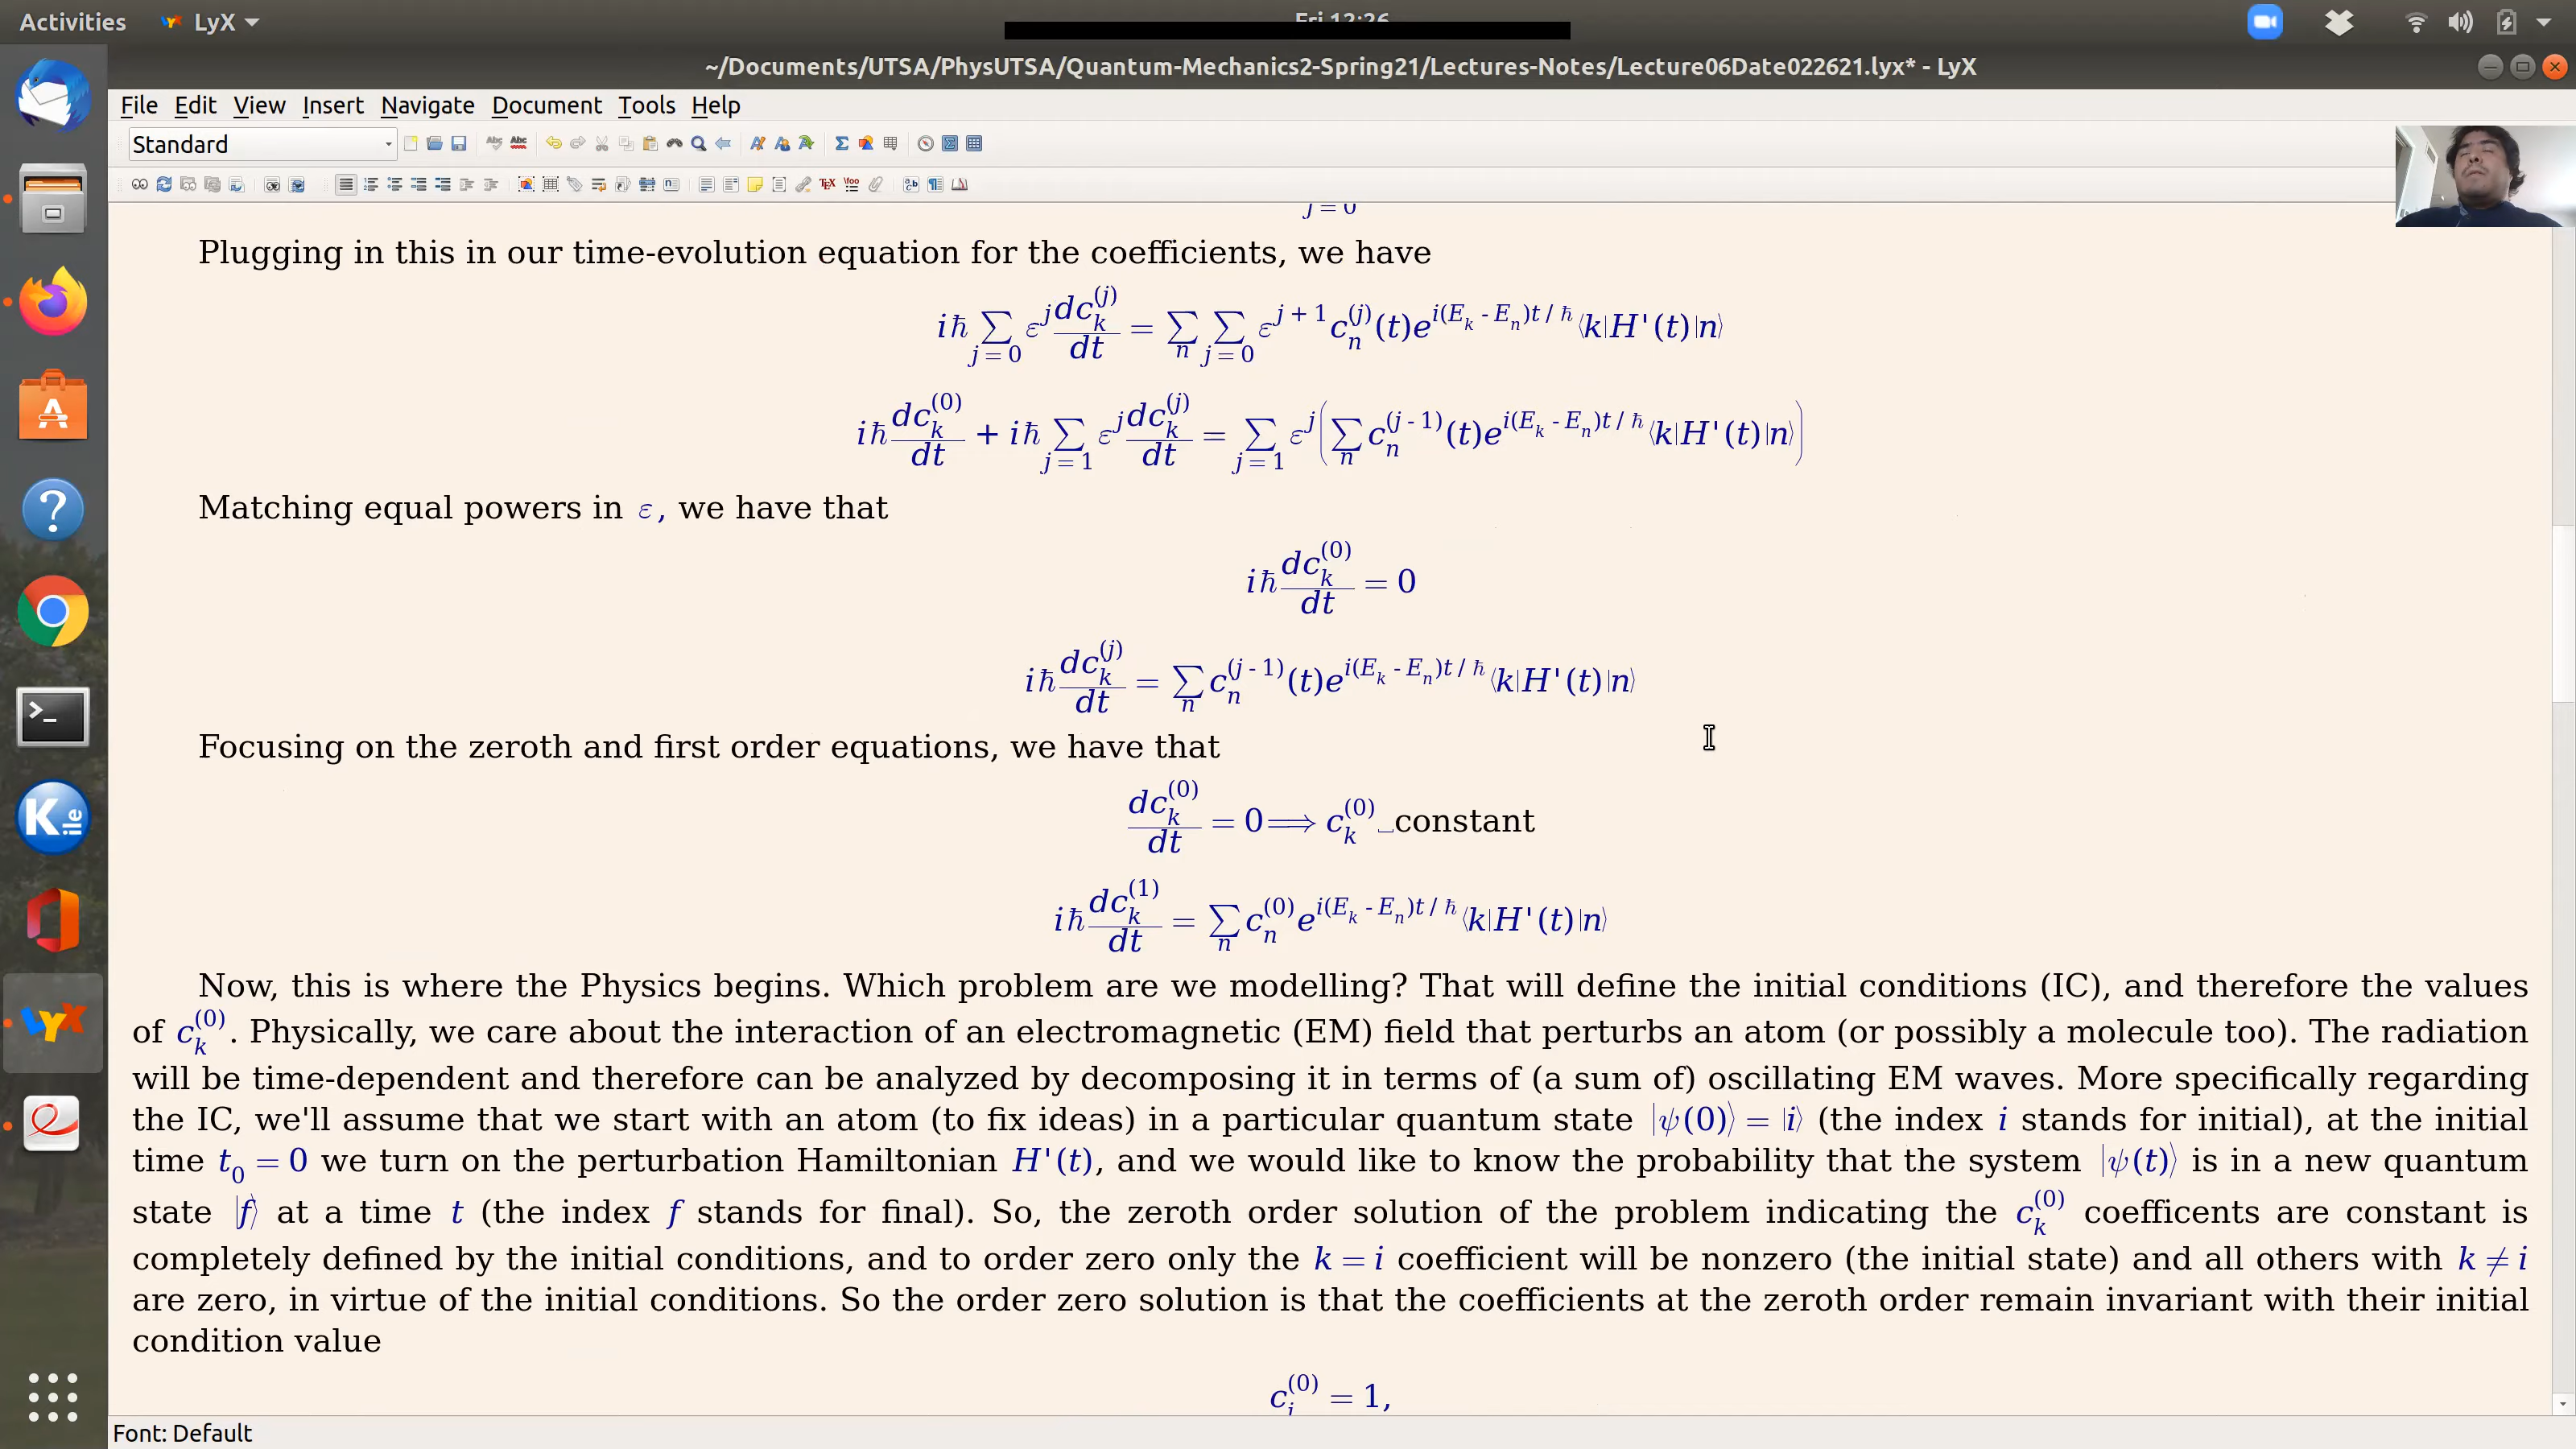 Activities LyX Fri 12:26
~/Documents/UTSA/PhysUTSA/Quantum-Mechanics2-Spring21/Lectures-Notes/Lecture06Date022621.lyx* - LyX
File Edit View Insert Navigate Document Tools Help
Standard
j = 0
Plugging in this in our time-evolution equation for the coefficients, we have
iħ ∑_{j = 0} ε^j dc_k^{(j)}/dt = ∑_n ∑_{j = 0} ε^{j + 1} c_n^{(j)}(t)e^{i(E_k - E_n)t / ħ}⟨k|H'(t)|n⟩
iħ dc_k^{(0)}/dt + iħ ∑_{j = 1} ε^j dc_k^{(j)}/dt = ∑_{j = 1} ε^j (∑_n c_n^{(j - 1)}(t)e^{i(E_k - E_n)t / ħ}⟨k|H'(t)|n⟩)
Matching equal powers in ε, we have that
iħ dc_k^{(0)}/dt = 0
iħ dc_k^{(j)}/dt = ∑_n c_n^{(j - 1)}(t)e^{i(E_k - E_n)t / ħ}⟨k|H'(t)|n⟩
Focusing on the zeroth and first order equations, we have that
dc_k^{(0)}/dt = 0 ⟹ c_k^{(0)}␣constant
iħ dc_k^{(1)}/dt = ∑_n c_n^{(0)} e^{i(E_k - E_n)t / ħ}⟨k|H'(t)|n⟩
Now, this is where the Physics begins. Which problem are we modelling? That will define the initial conditions (IC), and therefore the values
of c_k^{(0)}. Physically, we care about the interaction of an electromagnetic (EM) field that perturbs an atom (or possibly a molecule too). The radiation
will be time-dependent and therefore can be analyzed by decomposing it in terms of (a sum of) oscillating EM waves. More specifically regarding
the IC, we'll assume that we start with an atom (to fix ideas) in a particular quantum state |ψ(0)⟩ = |i⟩ (the index i stands for initial), at the initial
time t_0 = 0 we turn on the perturbation Hamiltonian H'(t), and we would like to know the probability that the system |ψ(t)⟩ is in a new quantum
state |f⟩ at a time t (the index f stands for final). So, the zeroth order solution of the problem indicating the c_k^{(0)} coefficents are constant is
completely defined by the initial conditions, and to order zero only the k = i coefficient will be nonzero (the initial state) and all others with k ≠ i
are zero, in virtue of the initial conditions. So the order zero solution is that the coefficients at the zeroth order remain invariant with their initial
condition value
c_i^{(0)} = 1,
Font: Default